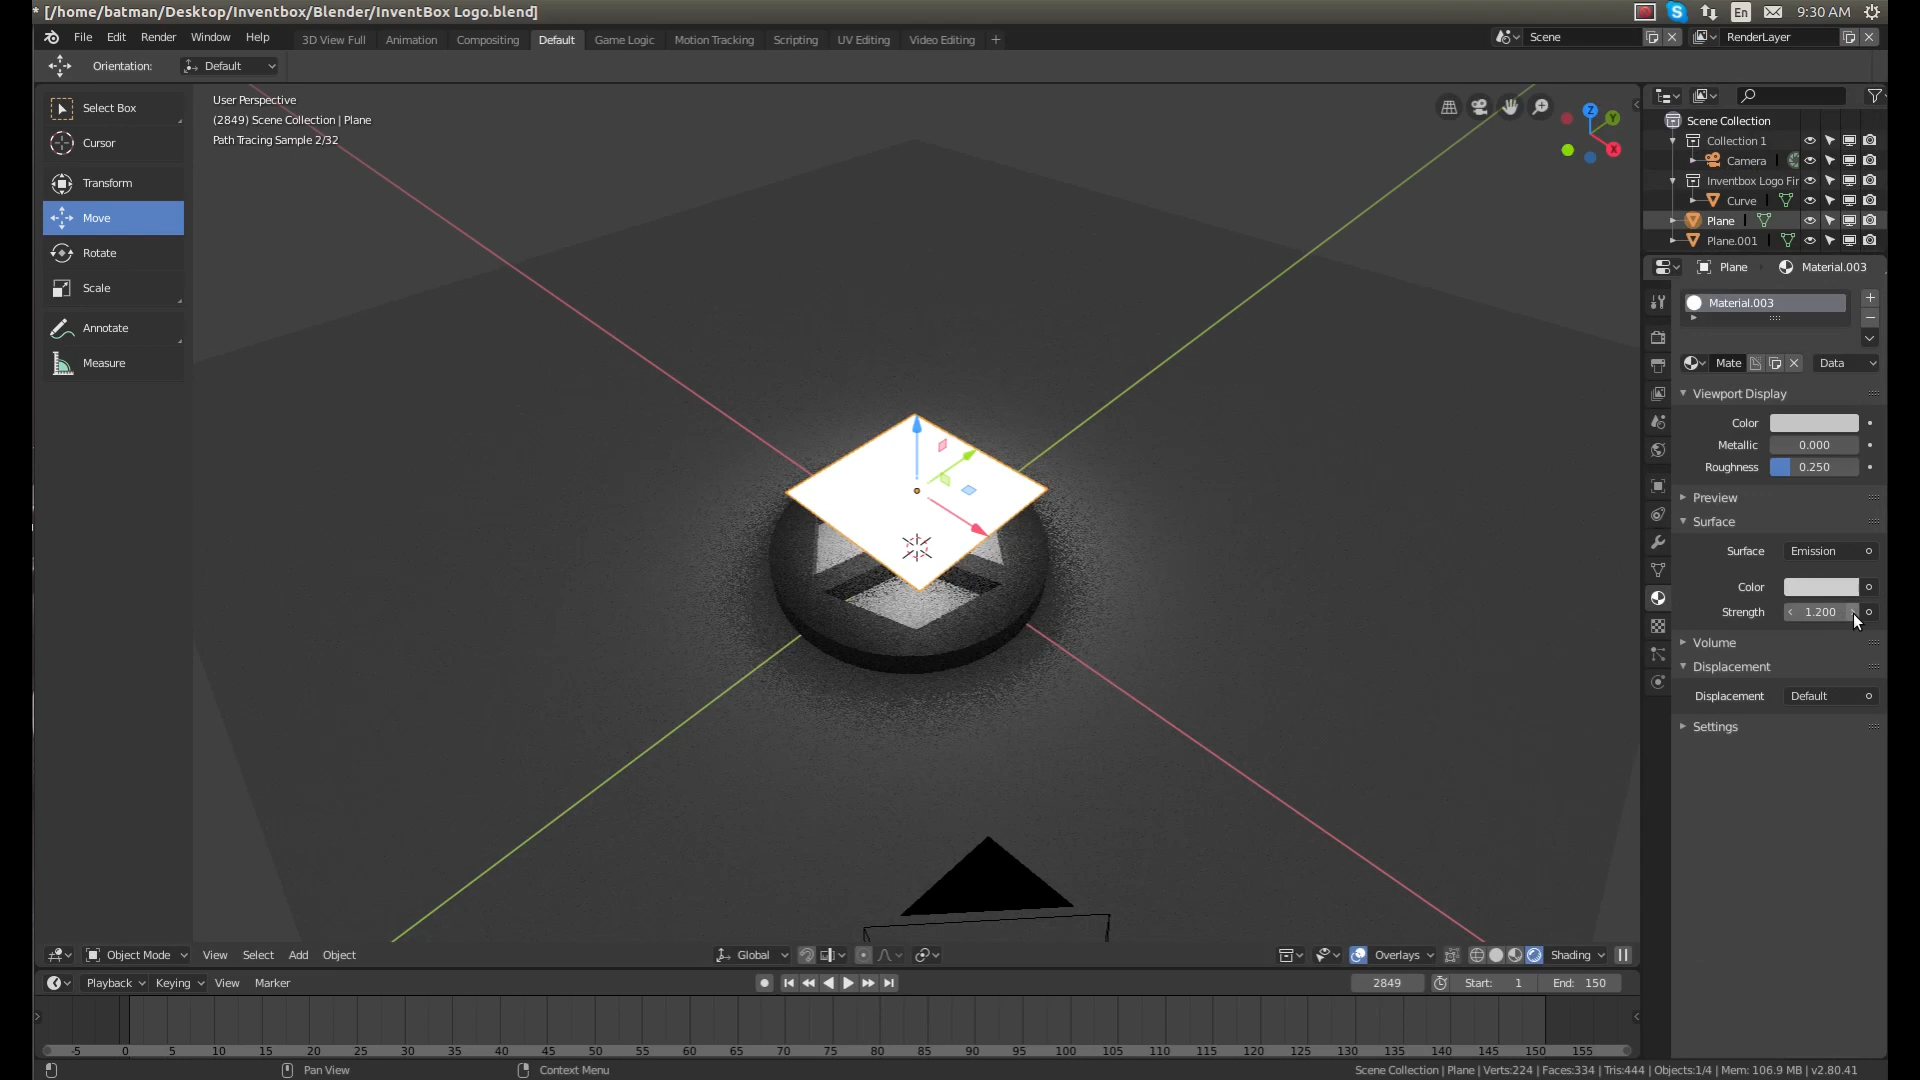 * [/home/batman/Desktop/Inventbox/Blender/InventBox Logo.blend]
En 9:30 AM
File Edit Render Window Help
3D View Full Animation Compositing Default Game Logic Motion Tracking Scripting UV Editing Video Editing +
Scene RenderLayer
Orientation: Default
Select Box
Cursor
Transform
Move
Rotate
Scale
Annotate
Measure
User Perspective
(2849) Scene Collection | Plane
Path Tracing Sample 2/32
Z
Y
X
Scene Collection
Collection 1
Camera
Inventbox Logo Fir
Curve
Plane
Plane.001
Plane Material.003
Material.003
Mate Data
Viewport Display
Color
Metallic 0.000
Roughness 0.250
Preview
Surface
Surface Emission
Color
Strength 1.200
Volume
Displacement
Displacement Default
Settings
Object Mode View Select Add Object Global Overlays Shading
Playback Keying View Marker 2849 Start: 1 End: 150
-5 0 5 10 15 20 25 30 35 40 45 50 55 60 65 70 75 80 85 90 95 100 105 110 115 120 125 130 135 140 145 150 155
Pan View Context Menu Scene Collection | Plane | Verts:224 | Faces:334 | Tris:444 | Objects:1/4 | Mem: 106.9 MB | v2.80.41